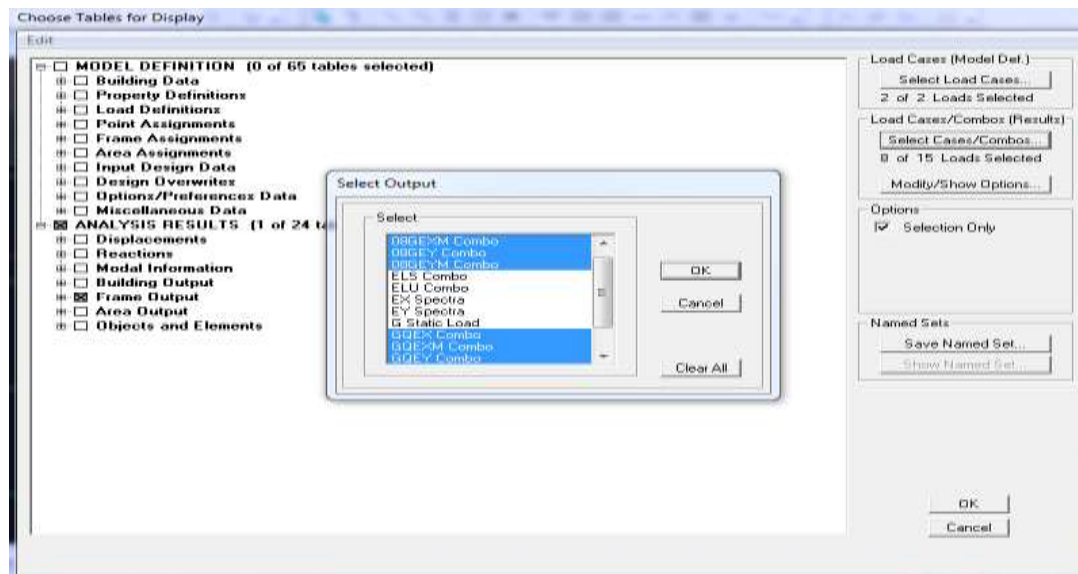 Choose Tables for Display
Edit
MODEL DEFINITION (0 of 65 tables selected)
Building Data
Property Definitions
Load Definitions
Point Assignments
Frame Assignments
Area Assignments
Input Design Data
Design Overwrites
Options/Preferences Data
Miscellaneous Data
ANALYSIS RESULTS (1 of 24 ta
Displacements
Reactions
Modal Information
Building Output
Frame Output
Area Output
Objects and Elements
Select Output
Select
08GEXM Combo
08GEY Combo
08GEYM Combo
ELS Combo
ELU Combo
EX Spectra
EY Spectra
G Static Load
GQEX Combo
GQEXM Combo
GQEY Combo
OK
Cancel
Clear All
Load Cases (Model Def.)
Select Load Cases...
2 of 2 Loads Selected
Load Cases/Combos (Results)
Select Cases/Combos...
8 of 15 Loads Selected
Modify/Show Options...
Options
Selection Only
Named Sets
Save Named Set...
Show Named Set...
OK
Cancel